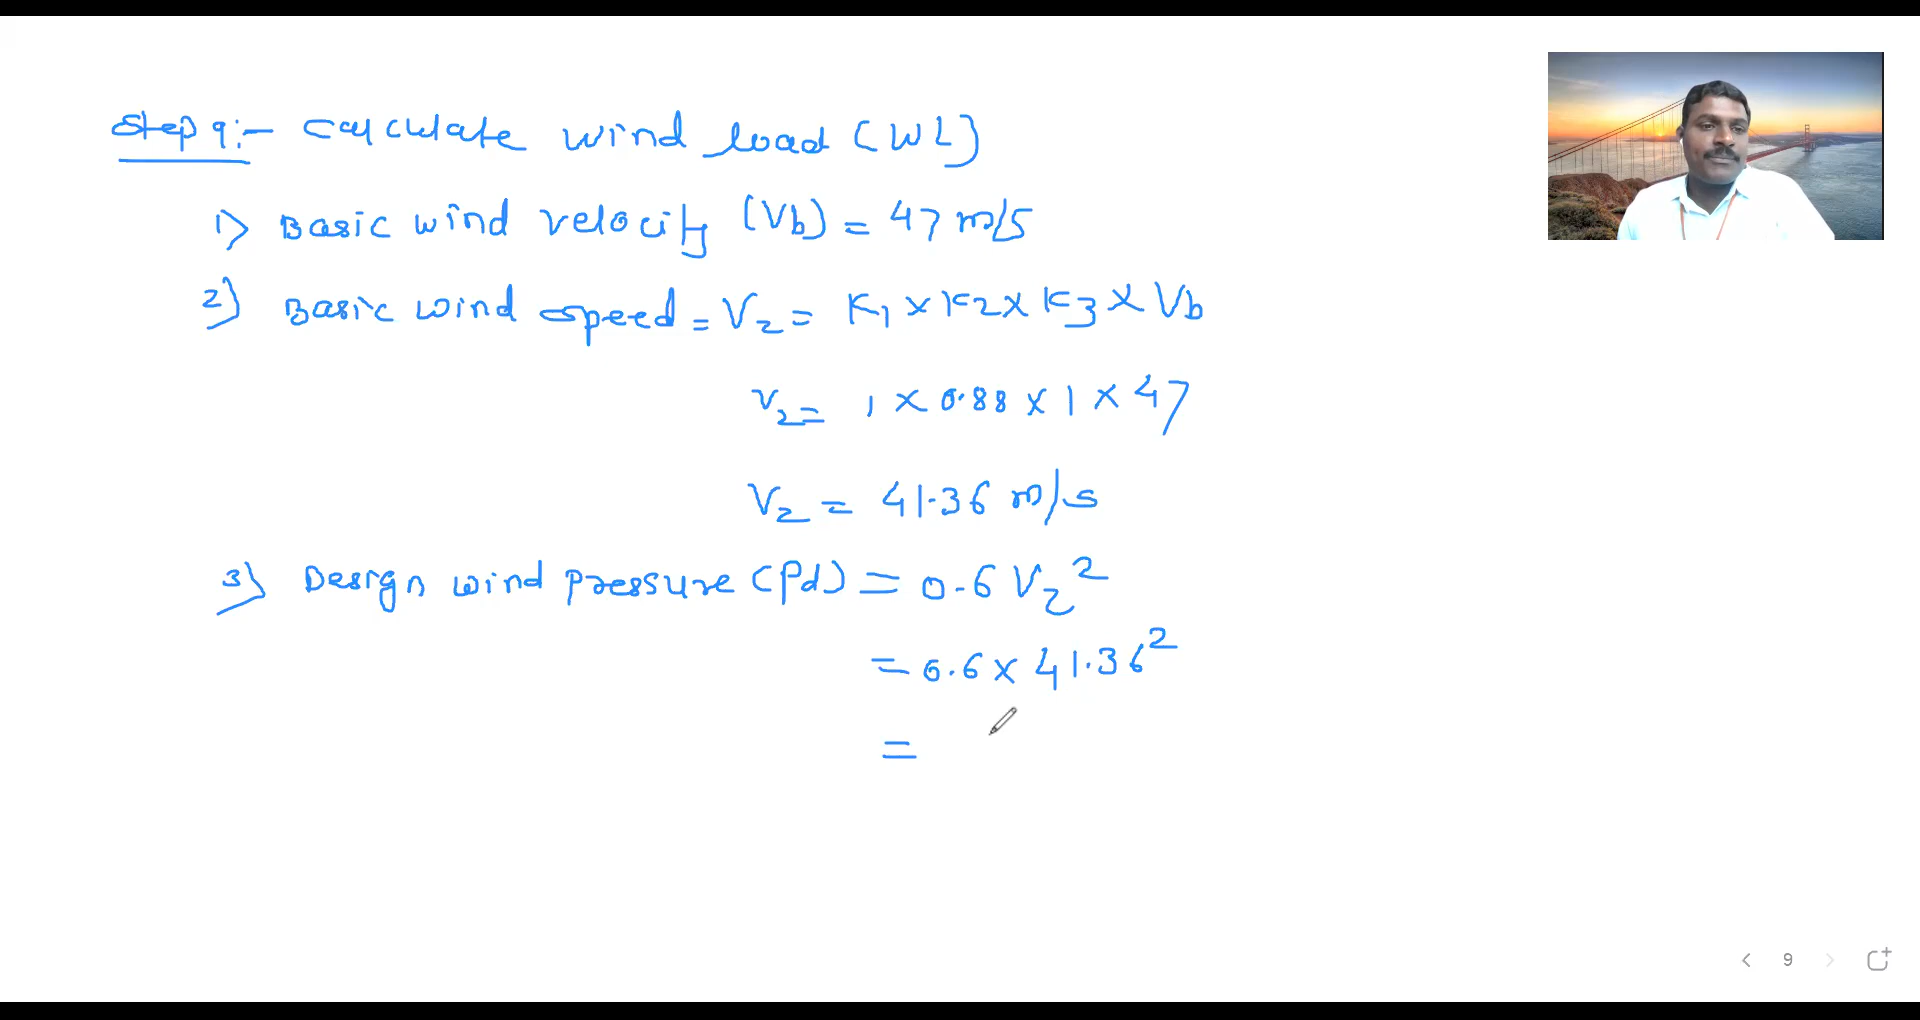 Step 9:- Calculate wind load (WL)
1) Basic wind velocity (Vb) = 47 m/s
2) Basic wind speed = Vz = K1 x K2 x K3 x Vb
Vz = 1 x 0.88 x 1 x 47
Vz = 41.36 m/s
3) Design wind pressure (Pd) = 0.6 Vz²
= 0.6 x 41.36²
=
9